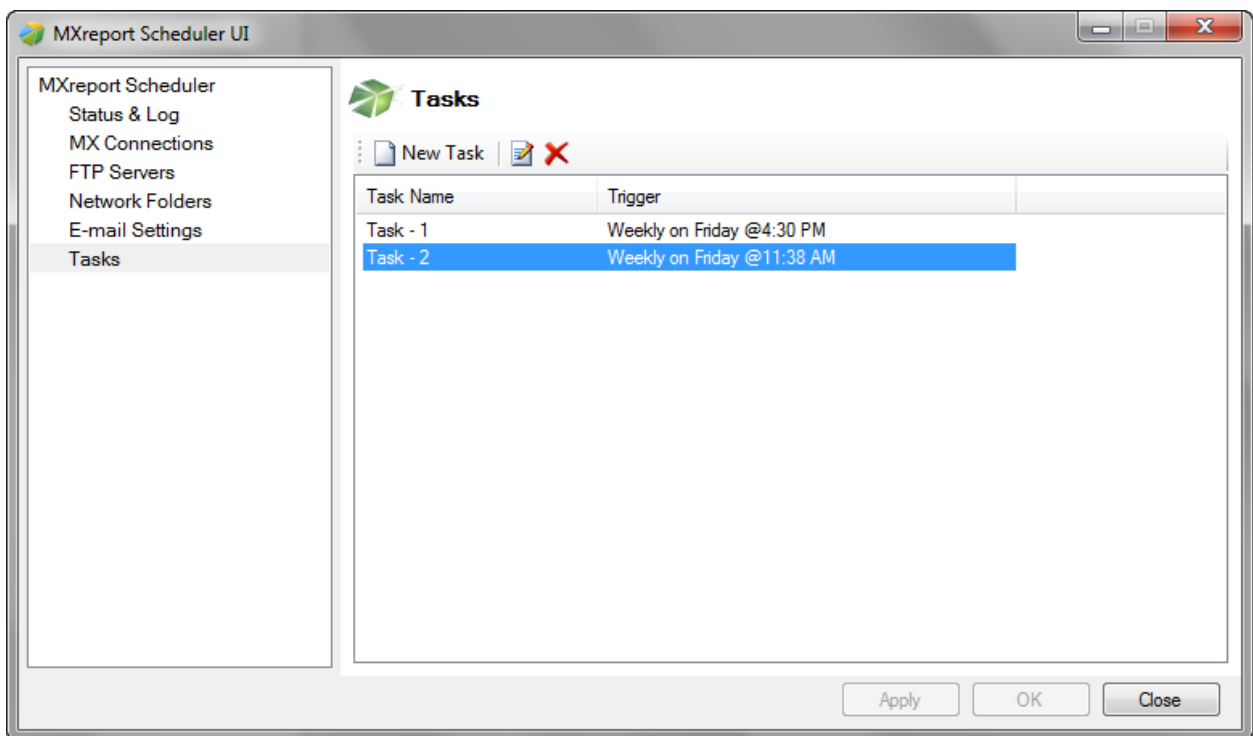 MXreport Scheduler UI
MXreport Scheduler
Status & Log
MX Connections
FTP Servers
Network Folders
E-mail Settings
Tasks
Tasks
New Task
Task Name Trigger
Task - 1 Weekly on Friday @4:30 PM
Task - 2 Weekly on Friday @11:38 AM
Apply OK Close